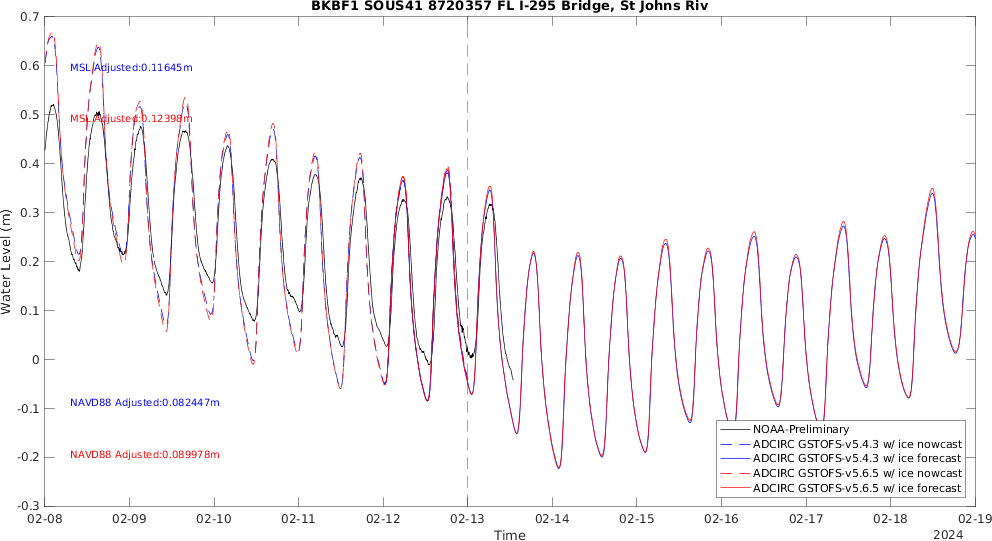 BKBF1 SOUS41 8720357 FL I-295 Bridge, St Johns Riv
0.7
0.6
0.5
0.4
0.3
0.2
0.1
0
-0.1
-0.2
-0.3
Water Level (m)
MSL Adjusted:0.11645m
MSL Adjusted:0.12398m
NAVD88 Adjusted:0.082447m
NAVD88 Adjusted:0.089978m
NOAA-Preliminary
ADCIRC GSTOFS-v5.4.3 w/ ice nowcast
ADCIRC GSTOFS-v5.4.3 w/ ice forecast
ADCIRC GSTOFS-v5.6.5 w/ ice nowcast
ADCIRC GSTOFS-v5.6.5 w/ ice forecast
02-08 02-09 02-10 02-11 02-12 02-13 02-14 02-15 02-16 02-17 02-18 02-19
Time
2024